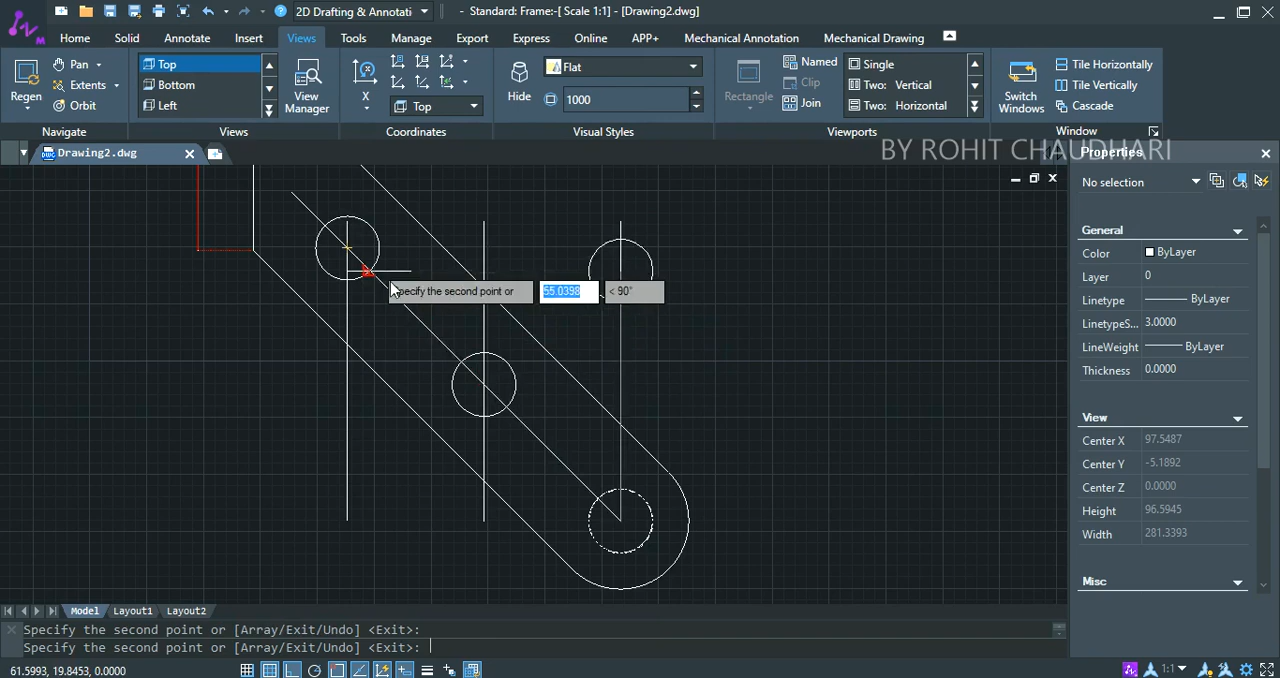 2D Drafting & Annotati
- Standard: Frame:-[ Scale 1:1] - [Drawing2.dwg]
Home Solid Annotate Insert Views Tools Manage Export Express Online APP+ Mechanical Annotation Mechanical Drawing
Pan
Extents
Orbit
Regen
Navigate
Top
Bottom
Left
View Manager
Views
X
Top
Coordinates
Hide
Flat
1000
Visual Styles
Rectangle
Named
Clip
Join
Single
Two: Vertical
Two: Horizontal
Viewports
Switch Windows
Tile Horizontally
Tile Vertically
Cascade
Window
Drawing2.dwg
BY ROHIT CHAUDHARI
Properties
No selection
General
Color ByLayer
Layer 0
Linetype ByLayer
LinetypeS... 3.0000
LineWeight ByLayer
Thickness 0.0000
View
Center X 97.5487
Center Y -5.1892
Center Z 0.0000
Height 96.5945
Width 281.3393
Misc
pecify the second point or 55.0398 < 90°
Model Layout1 Layout2
Specify the second point or [Array/Exit/Undo] <Exit>:
Specify the second point or [Array/Exit/Undo] <Exit>:
61.5993, 19.8453, 0.0000
1:1